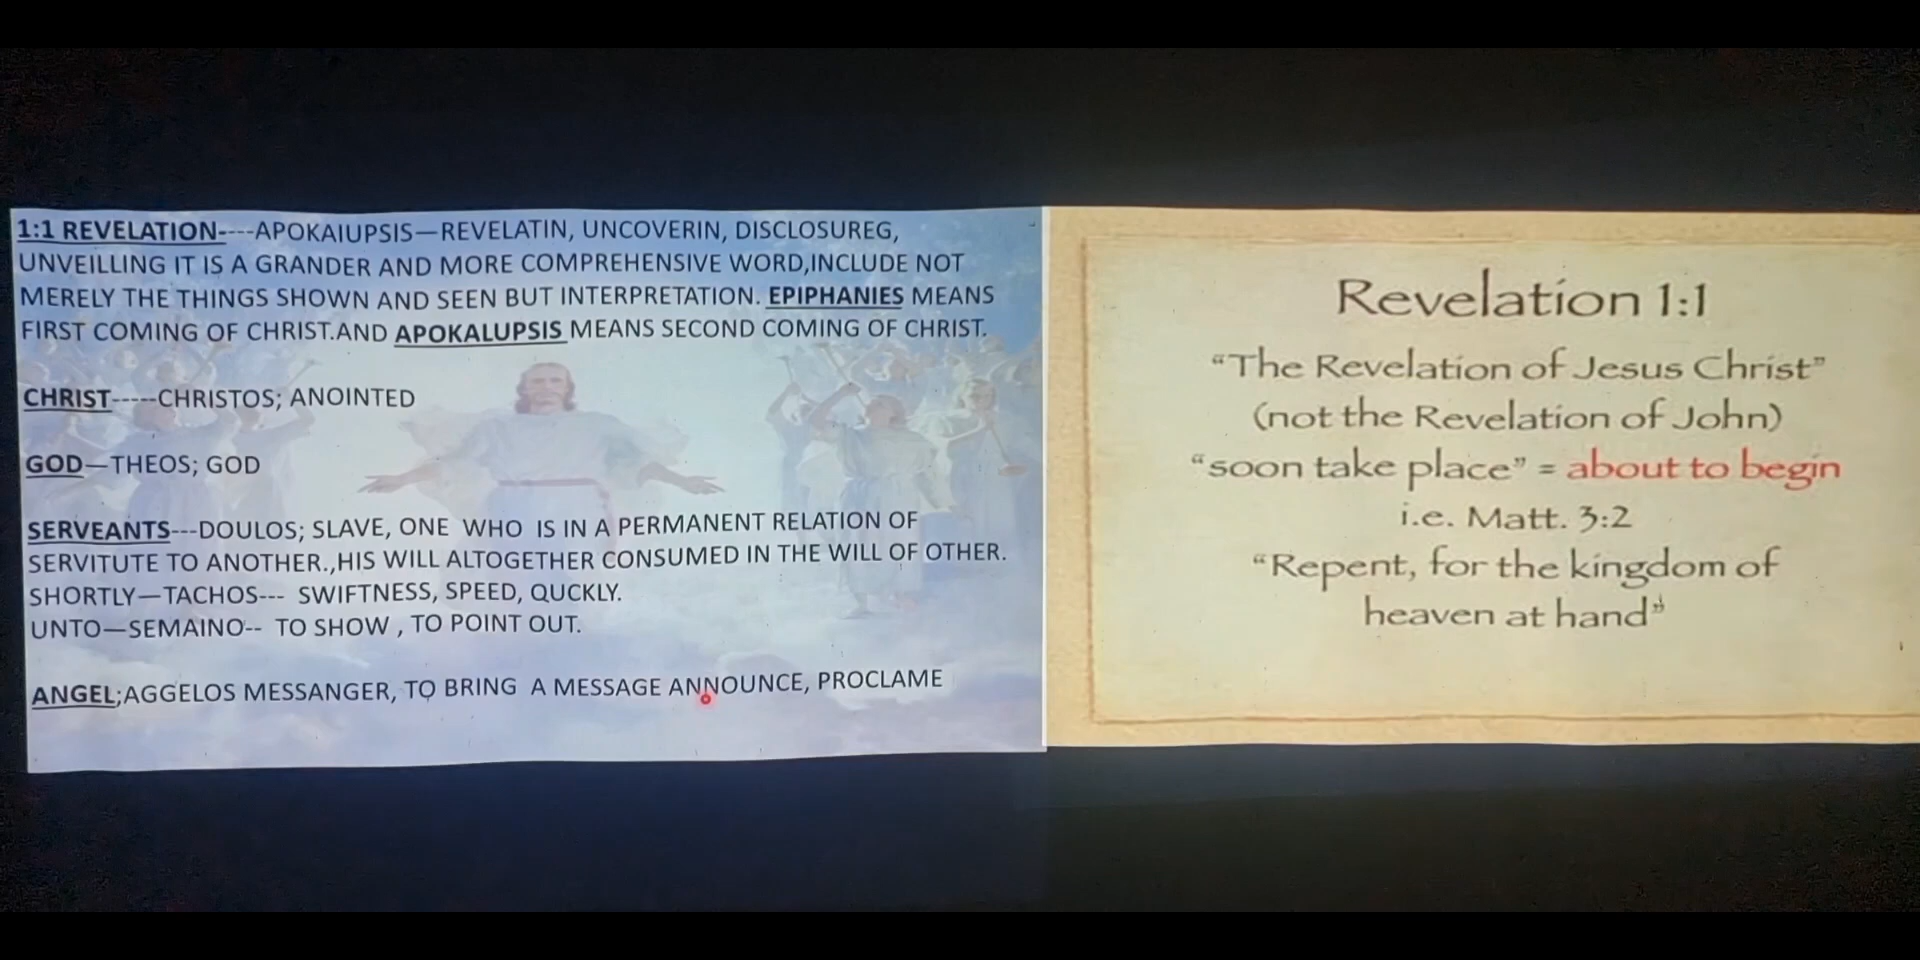 1:1 REVELATION----APOKAIUPSIS—REVELATIN, UNCOVERIN, DISCLOSUREG,
UNVEILLING IT IS A GRANDER AND MORE COMPREHENSIVE WORD,INCLUDE NOT
MERELY THE THINGS SHOWN AND SEEN BUT INTERPRETATION. EPIPHANIES MEANS
FIRST COMING OF CHRIST.AND APOKALUPSIS MEANS SECOND COMING OF CHRIST.
CHRIST-----CHRISTOS; ANOINTED
GOD—THEOS; GOD
SERVEANTS---DOULOS; SLAVE, ONE WHO IS IN A PERMANENT RELATION OF
SERVITUTE TO ANOTHER.,HIS WILL ALTOGETHER CONSUMED IN THE WILL OF OTHER.
SHORTLY—TACHOS--- SWIFTNESS, SPEED, QUCKLY.
UNTO—SEMAINO-- TO SHOW , TO POINT OUT.
ANGEL;AGGELOS MESSANGER, TO BRING A MESSAGE ANNOUNCE, PROCLAME
Revelation 1:1
“The Revelation of Jesus Christ”
(not the Revelation of John)
“soon take place” = about to begin
i.e. Matt. 3:2
“Repent, for the kingdom of
heaven at hand”